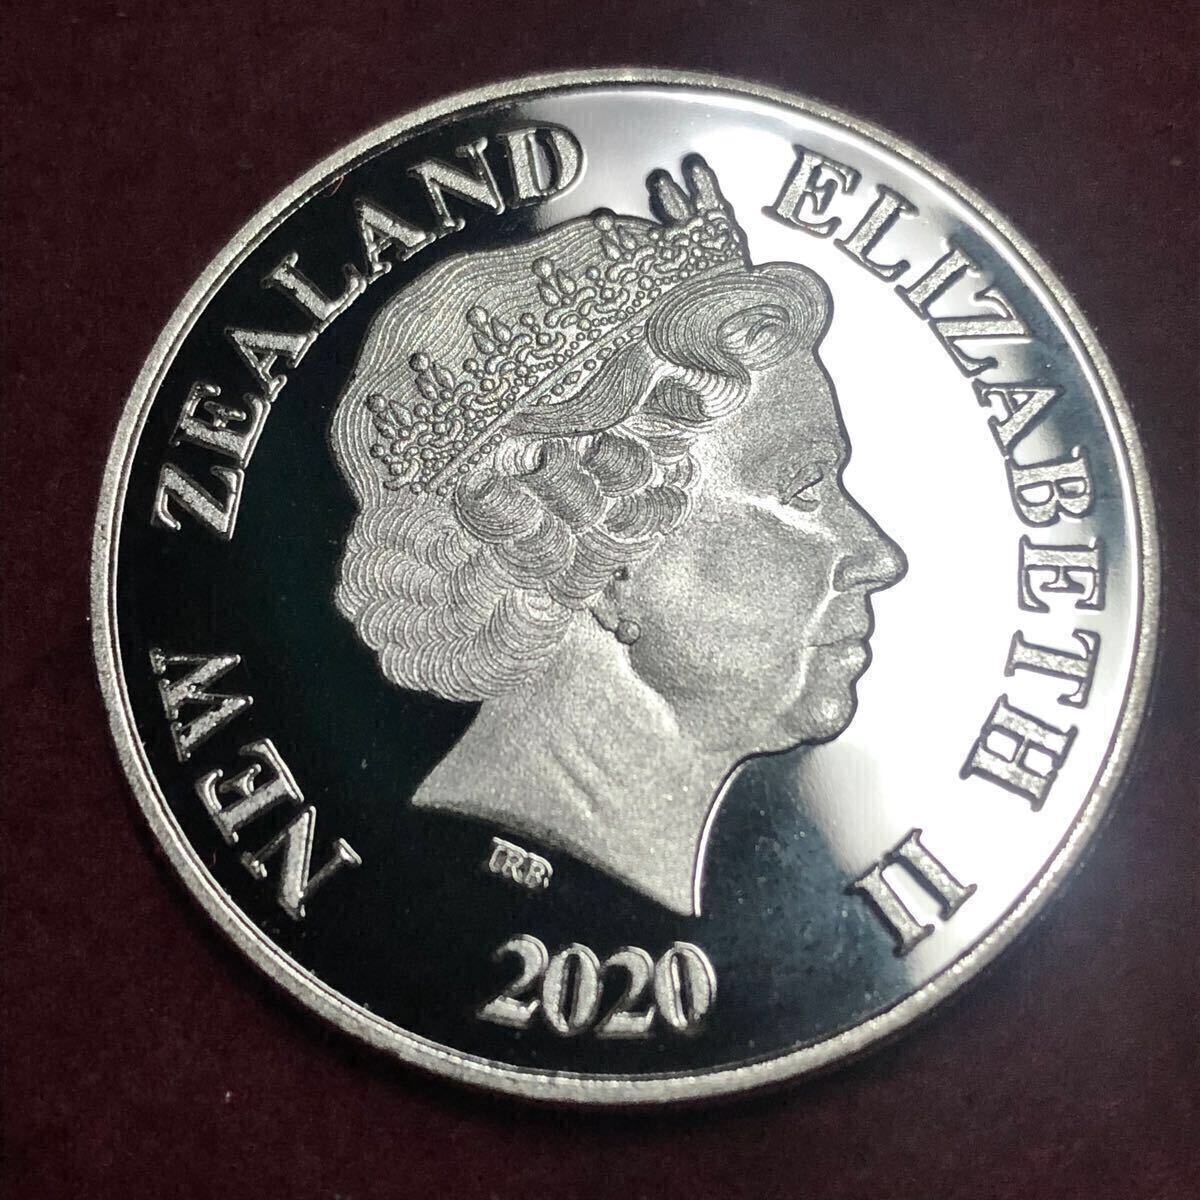 NEW ZEALAND ELIZABETH II
IRB
2020